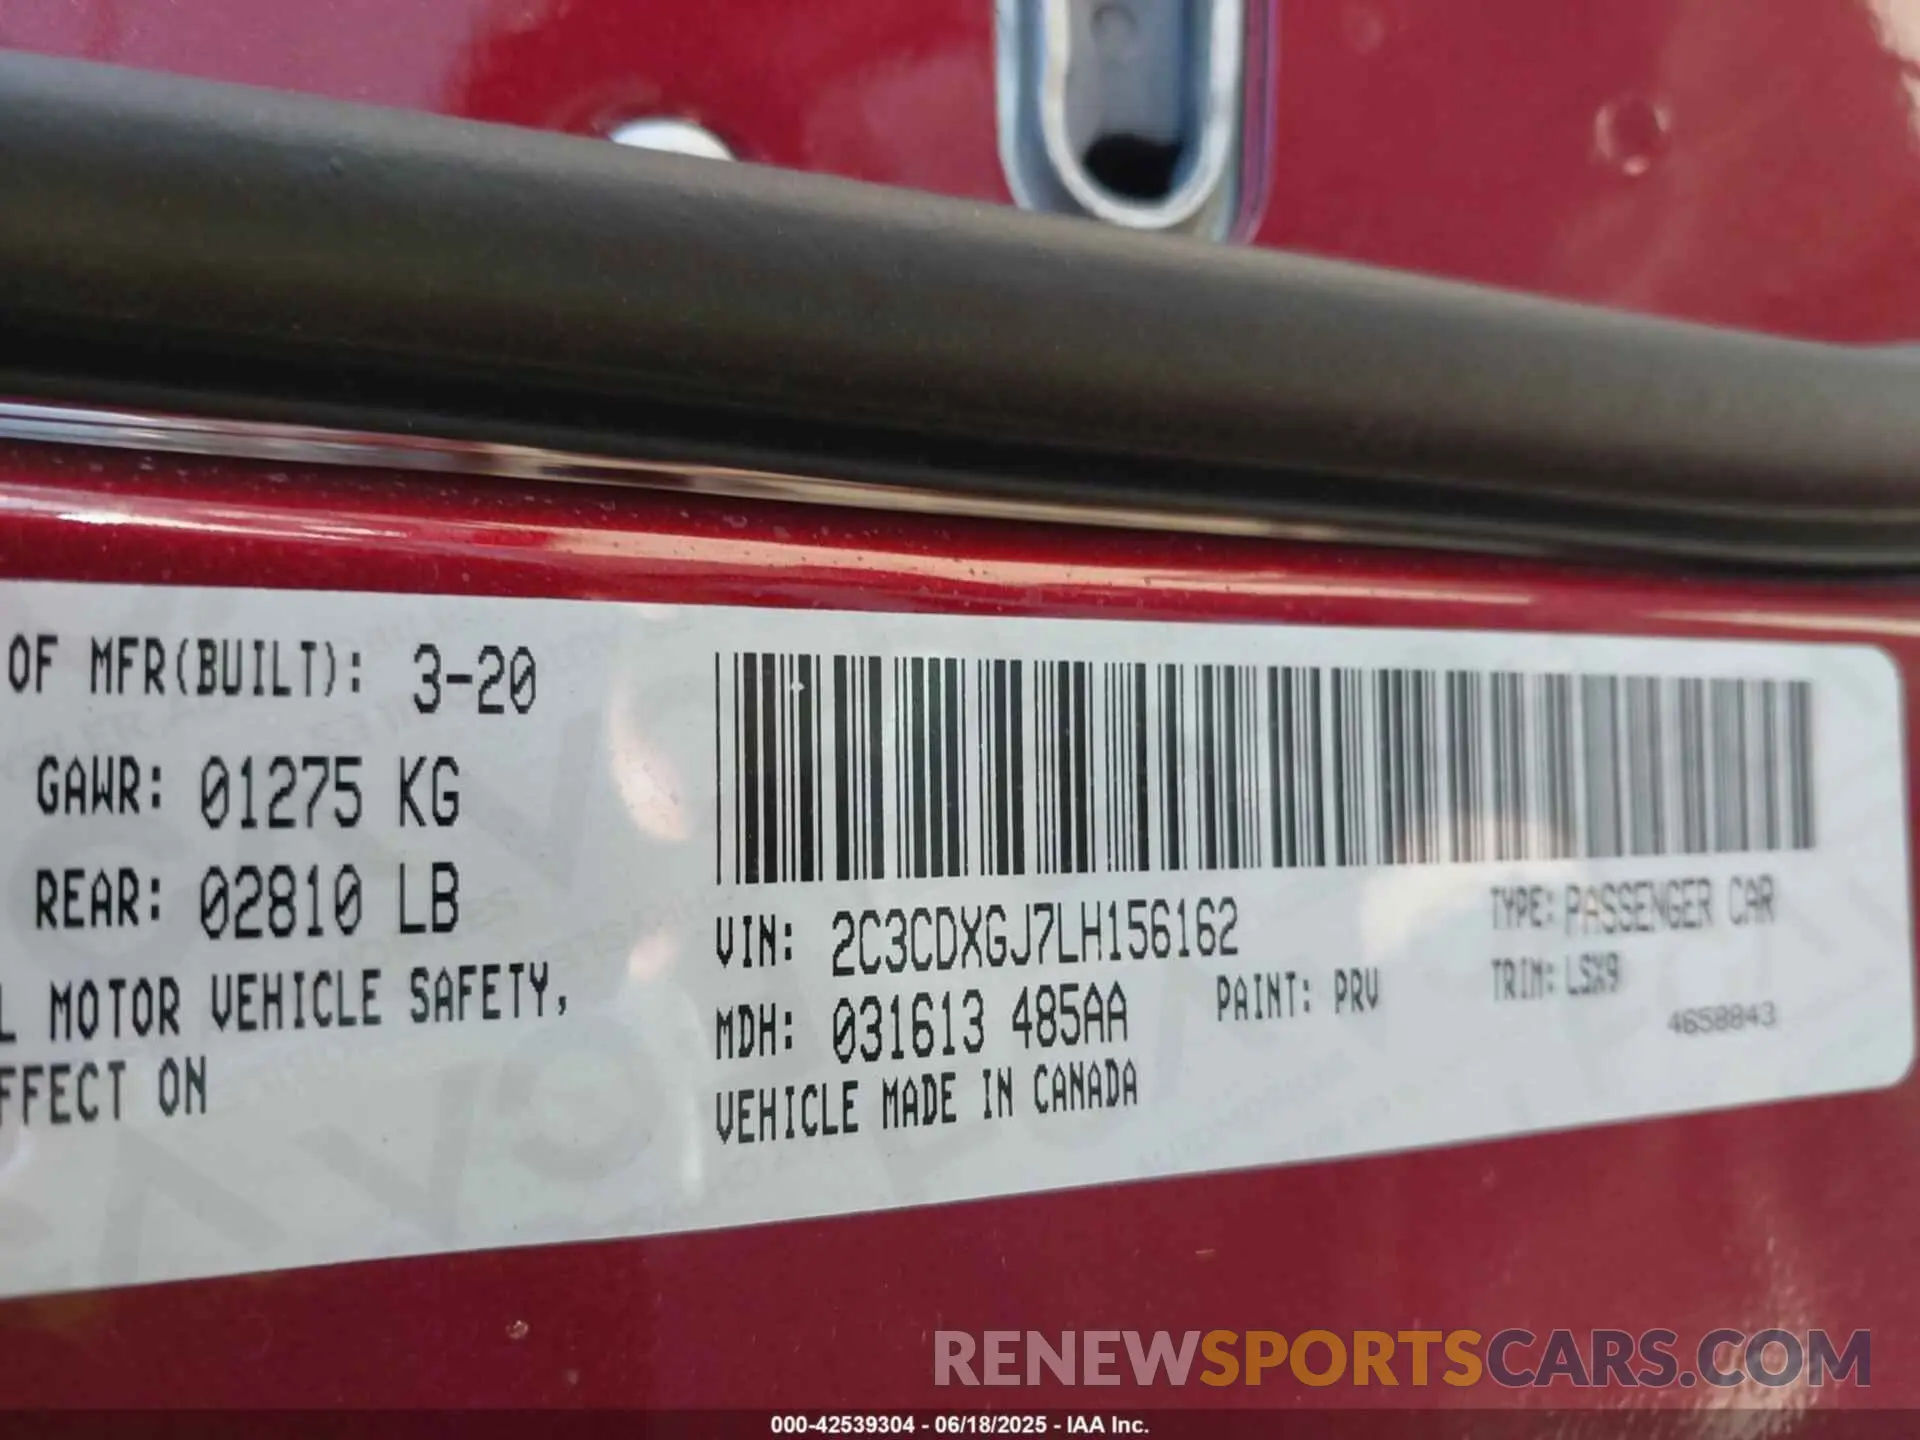 OF MFR(BUILT): 3-20
GAWR: 01275 KG
REAR: 02810 LB
L MOTOR VEHICLE SAFETY,
FFECT ON
VIN: 2C3CDXGJ7LH156162
TYPE: PASSENGER CAR
MDH: 031613 485AA
PAINT: PRV
TRIM: LSX9
4658843
VEHICLE MADE IN CANADA
RENEWSPORTSCARS.COM
000-42539304 - 06/18/2025 - IAA Inc.